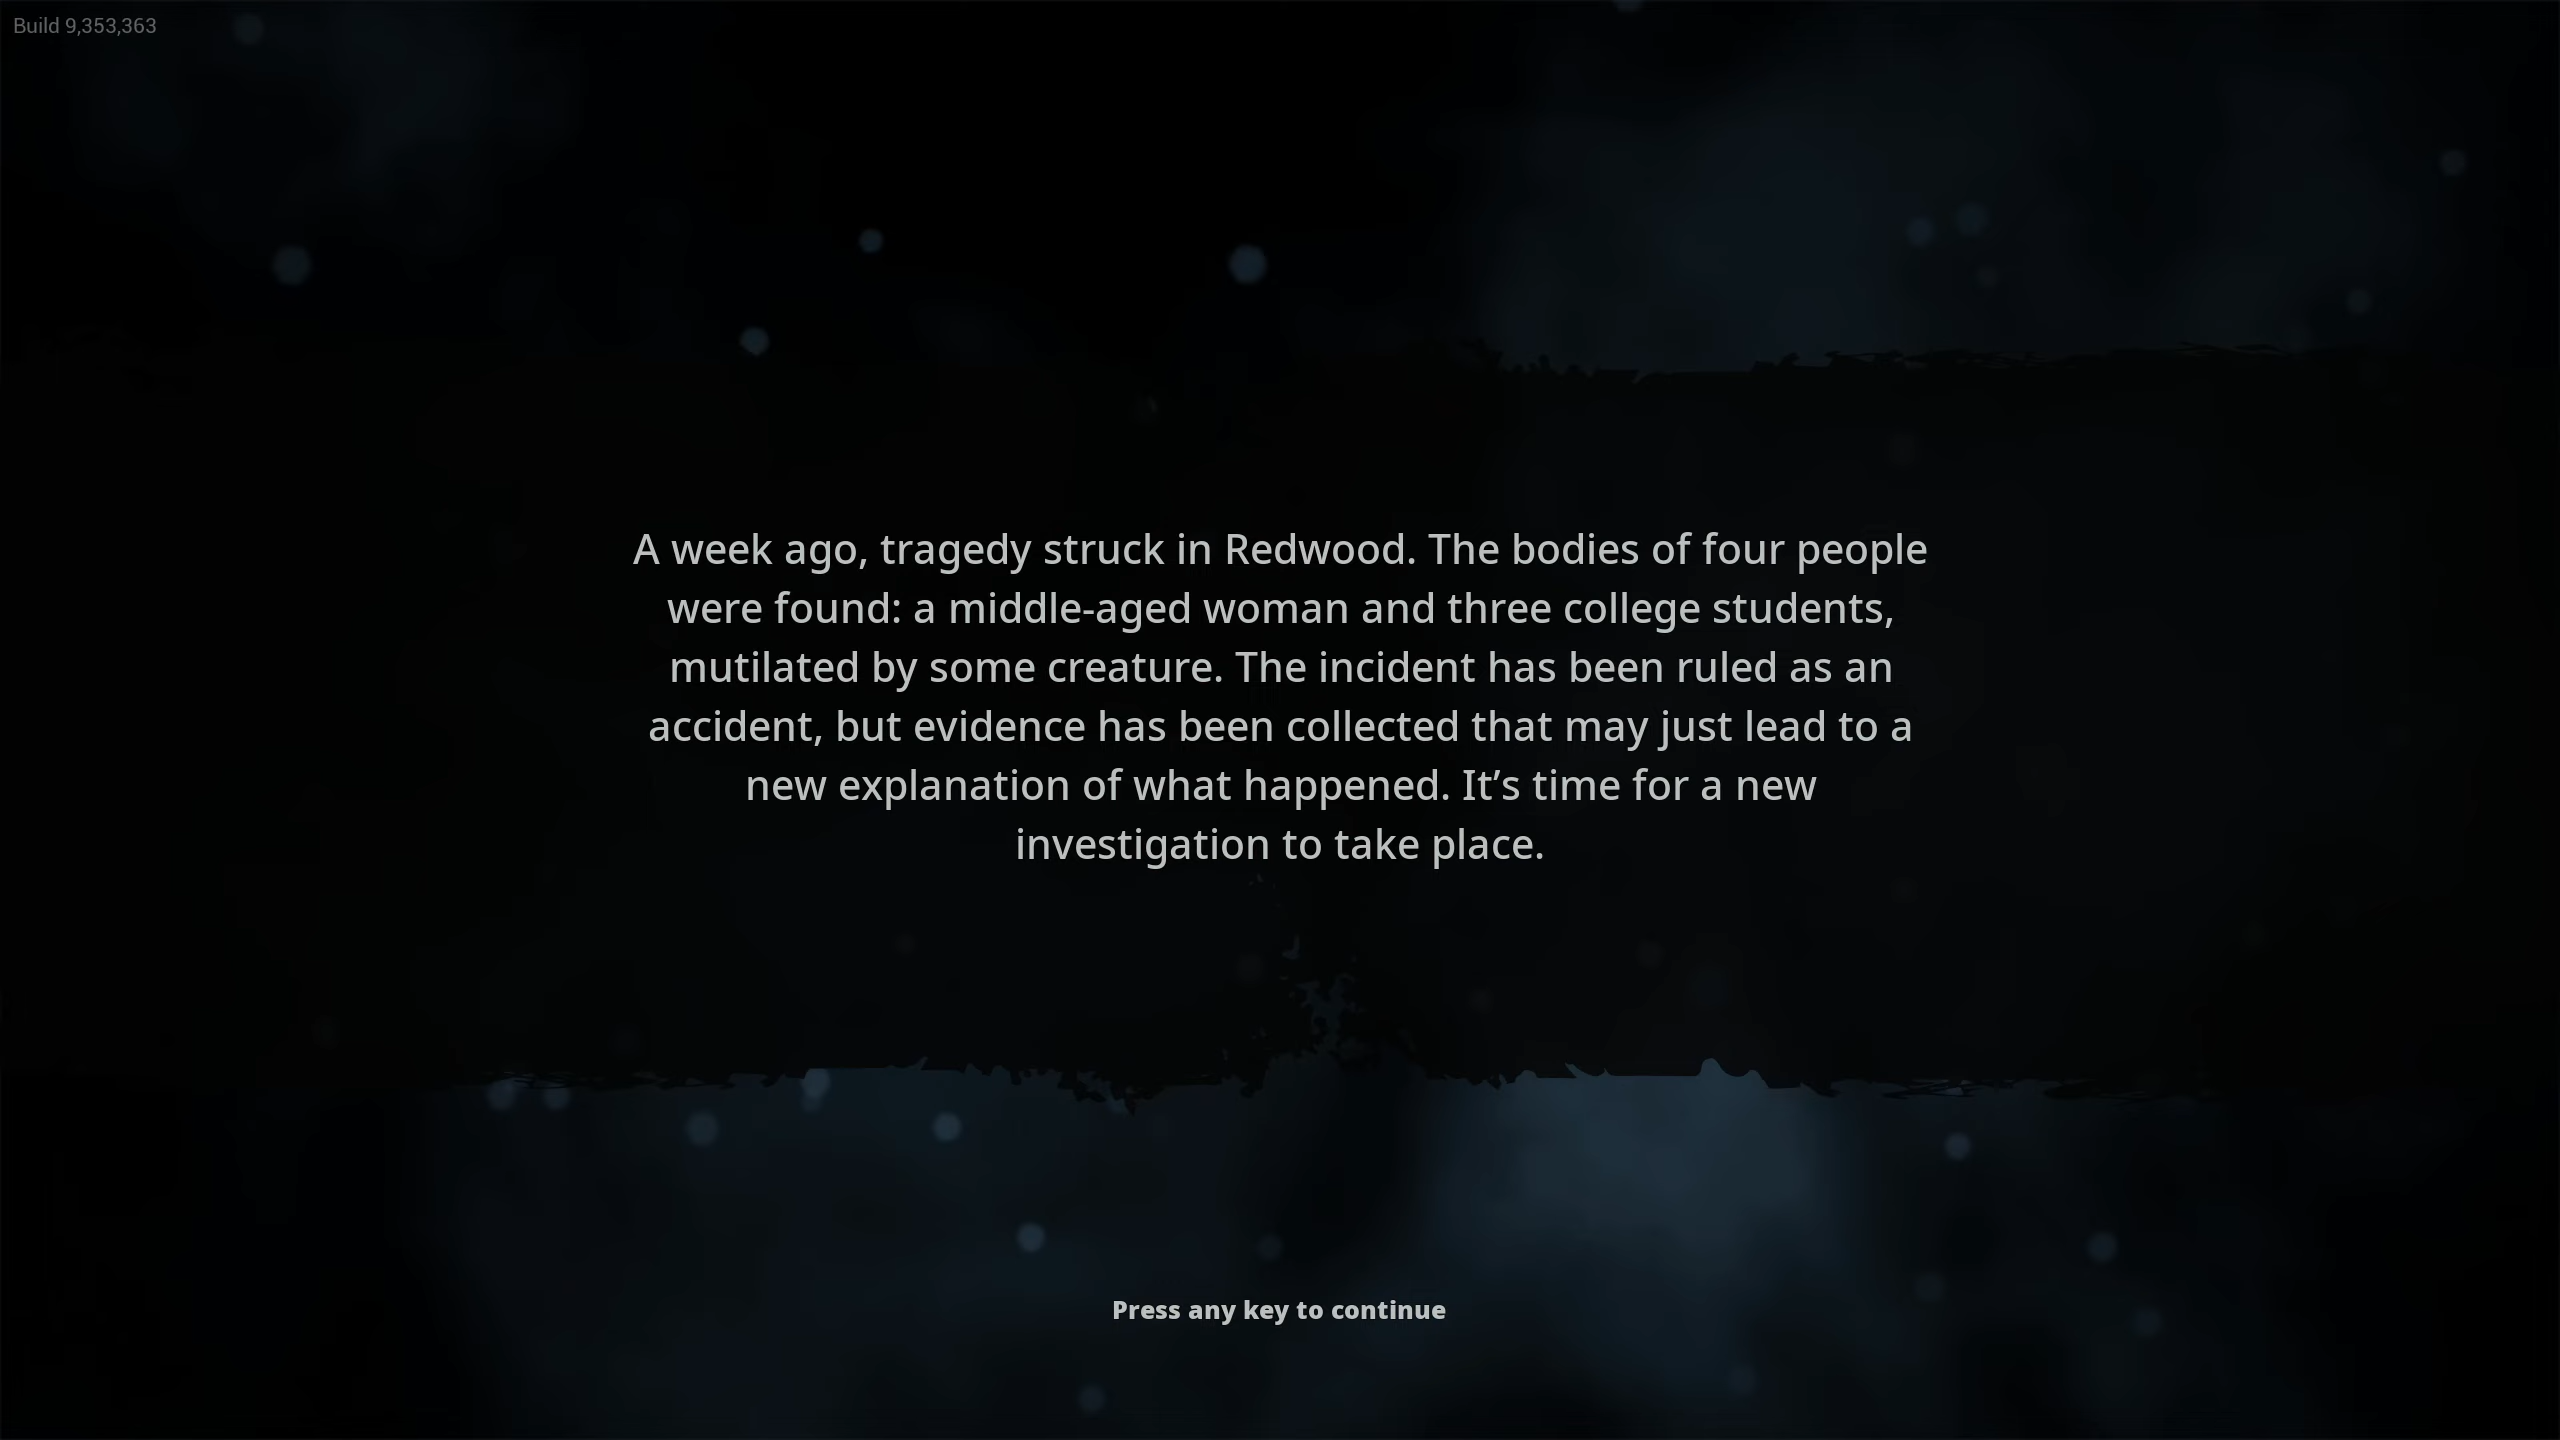 Build 9,353,363
A week ago, tragedy struck in Redwood. The bodies of four people
were found: a middle-aged woman and three college students,
mutilated by some creature. The incident has been ruled as an
accident, but evidence has been collected that may just lead to a
new explanation of what happened. It’s time for a new
investigation to take place.
Press any key to continue